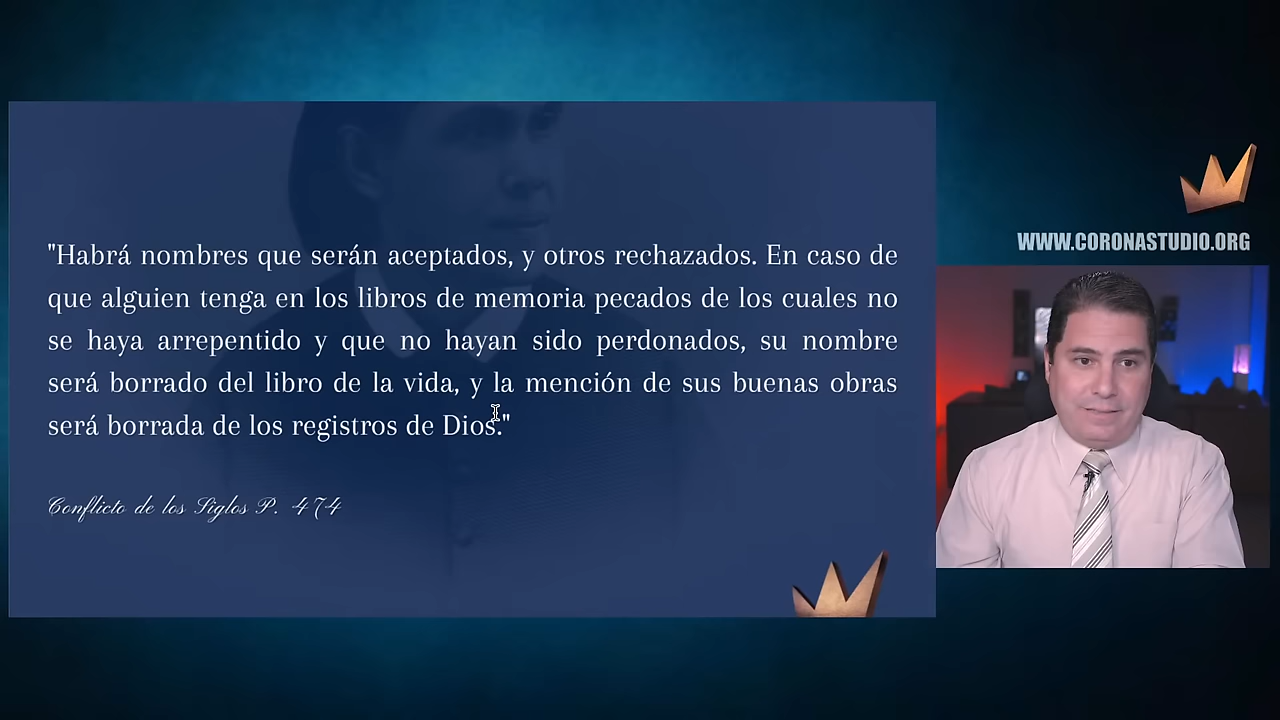 "Habrá nombres que serán aceptados, y otros rechazados. En caso de
que alguien tenga en los libros de memoria pecados de los cuales no
se haya arrepentido y que no hayan sido perdonados, su nombre
será borrado del libro de la vida, y la mención de sus buenas obras
será borrada de los registros de Dios."
Conflicto de los Siglos P. 474
WWW.CORONASTUDIO.ORG